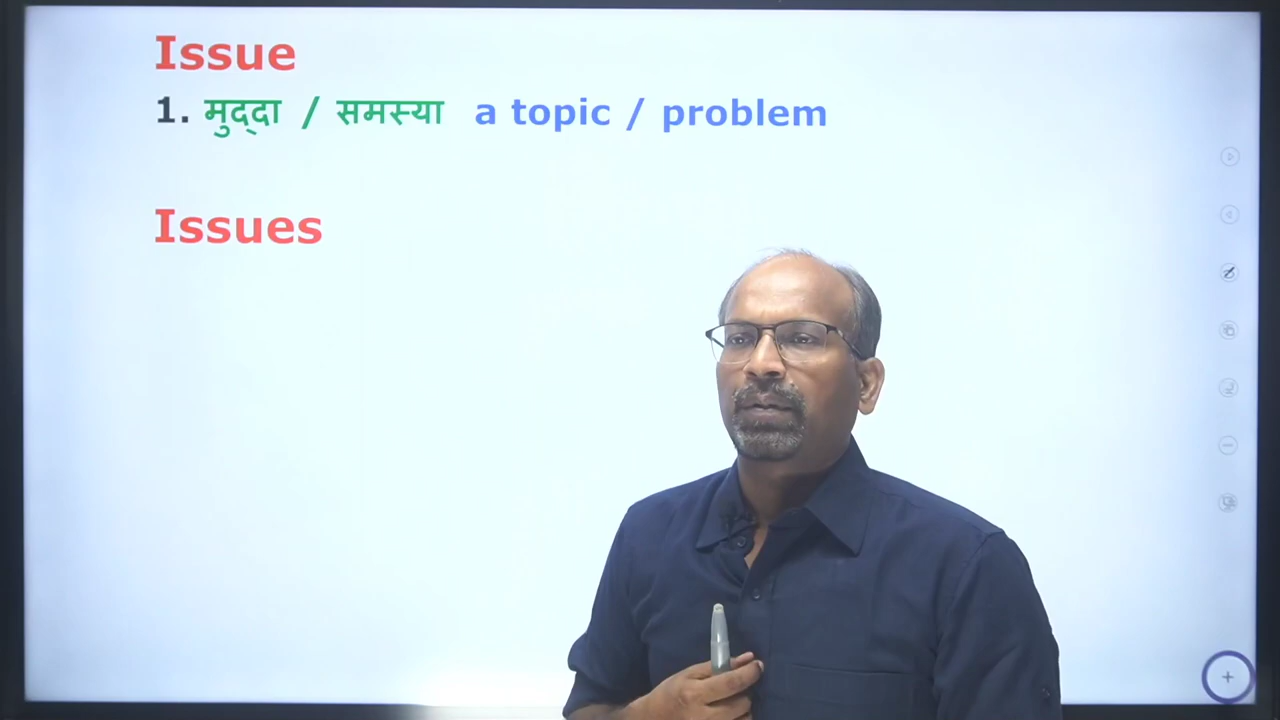 Issue
1. मुद्‌दा / समस्या a topic / problem
Issues